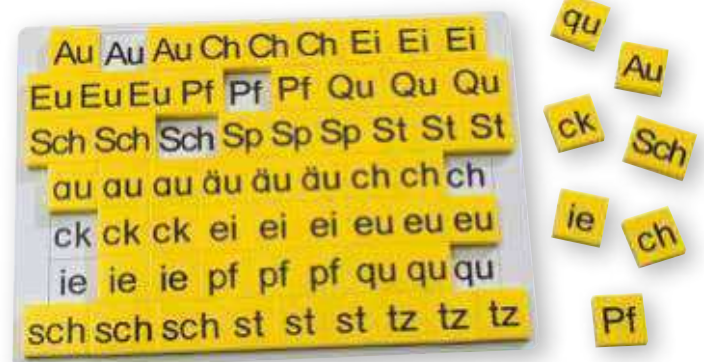 Au Au Au Ch Ch Ch Ei Ei Ei
Eu Eu Eu Pf Pf Pf Qu Qu Qu
Sch Sch Sch Sp Sp Sp St St St
au au au äu äu äu ch ch ch
ck ck ck ei ei ei eu eu eu
ie ie ie pf pf pf qu qu qu
sch sch sch st st st tz tz tz
qu
Au
ck
Sch
ie
ch
Pf